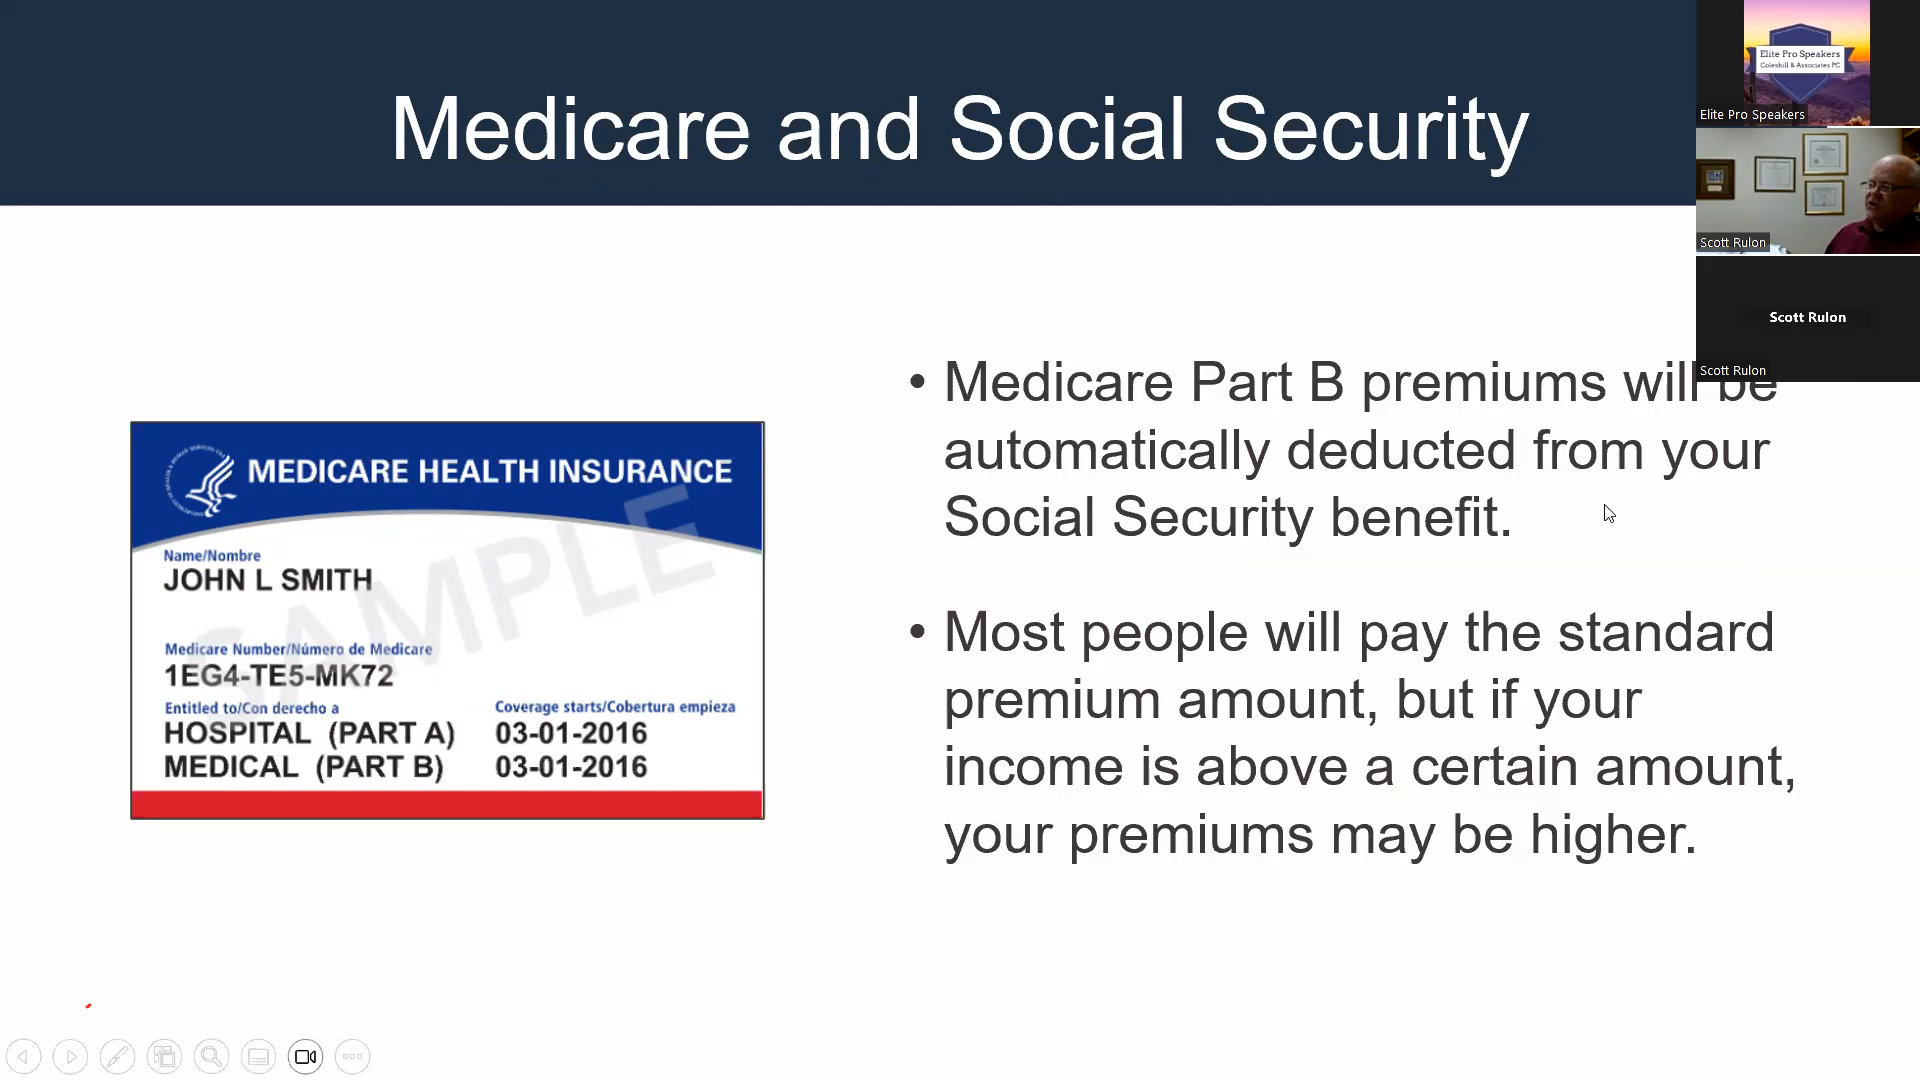 Medicare and Social Security
Elite Pro Speakers
Coleshill & Associates PC
Elite Pro Speakers
Scott Rulon
Scott Rulon
Scott Rulon
MEDICARE HEALTH INSURANCE
SAMPLE
Name/Nombre
JOHN L SMITH
Medicare Number/Número de Medicare
1EG4-TE5-MK72
Entitled to/Con derecho a
Coverage starts/Cobertura empieza
HOSPITAL (PART A) 03-01-2016
MEDICAL (PART B) 03-01-2016
• Medicare Part B premiums will be
automatically deducted from your
Social Security benefit.
• Most people will pay the standard
premium amount, but if your
income is above a certain amount,
your premiums may be higher.